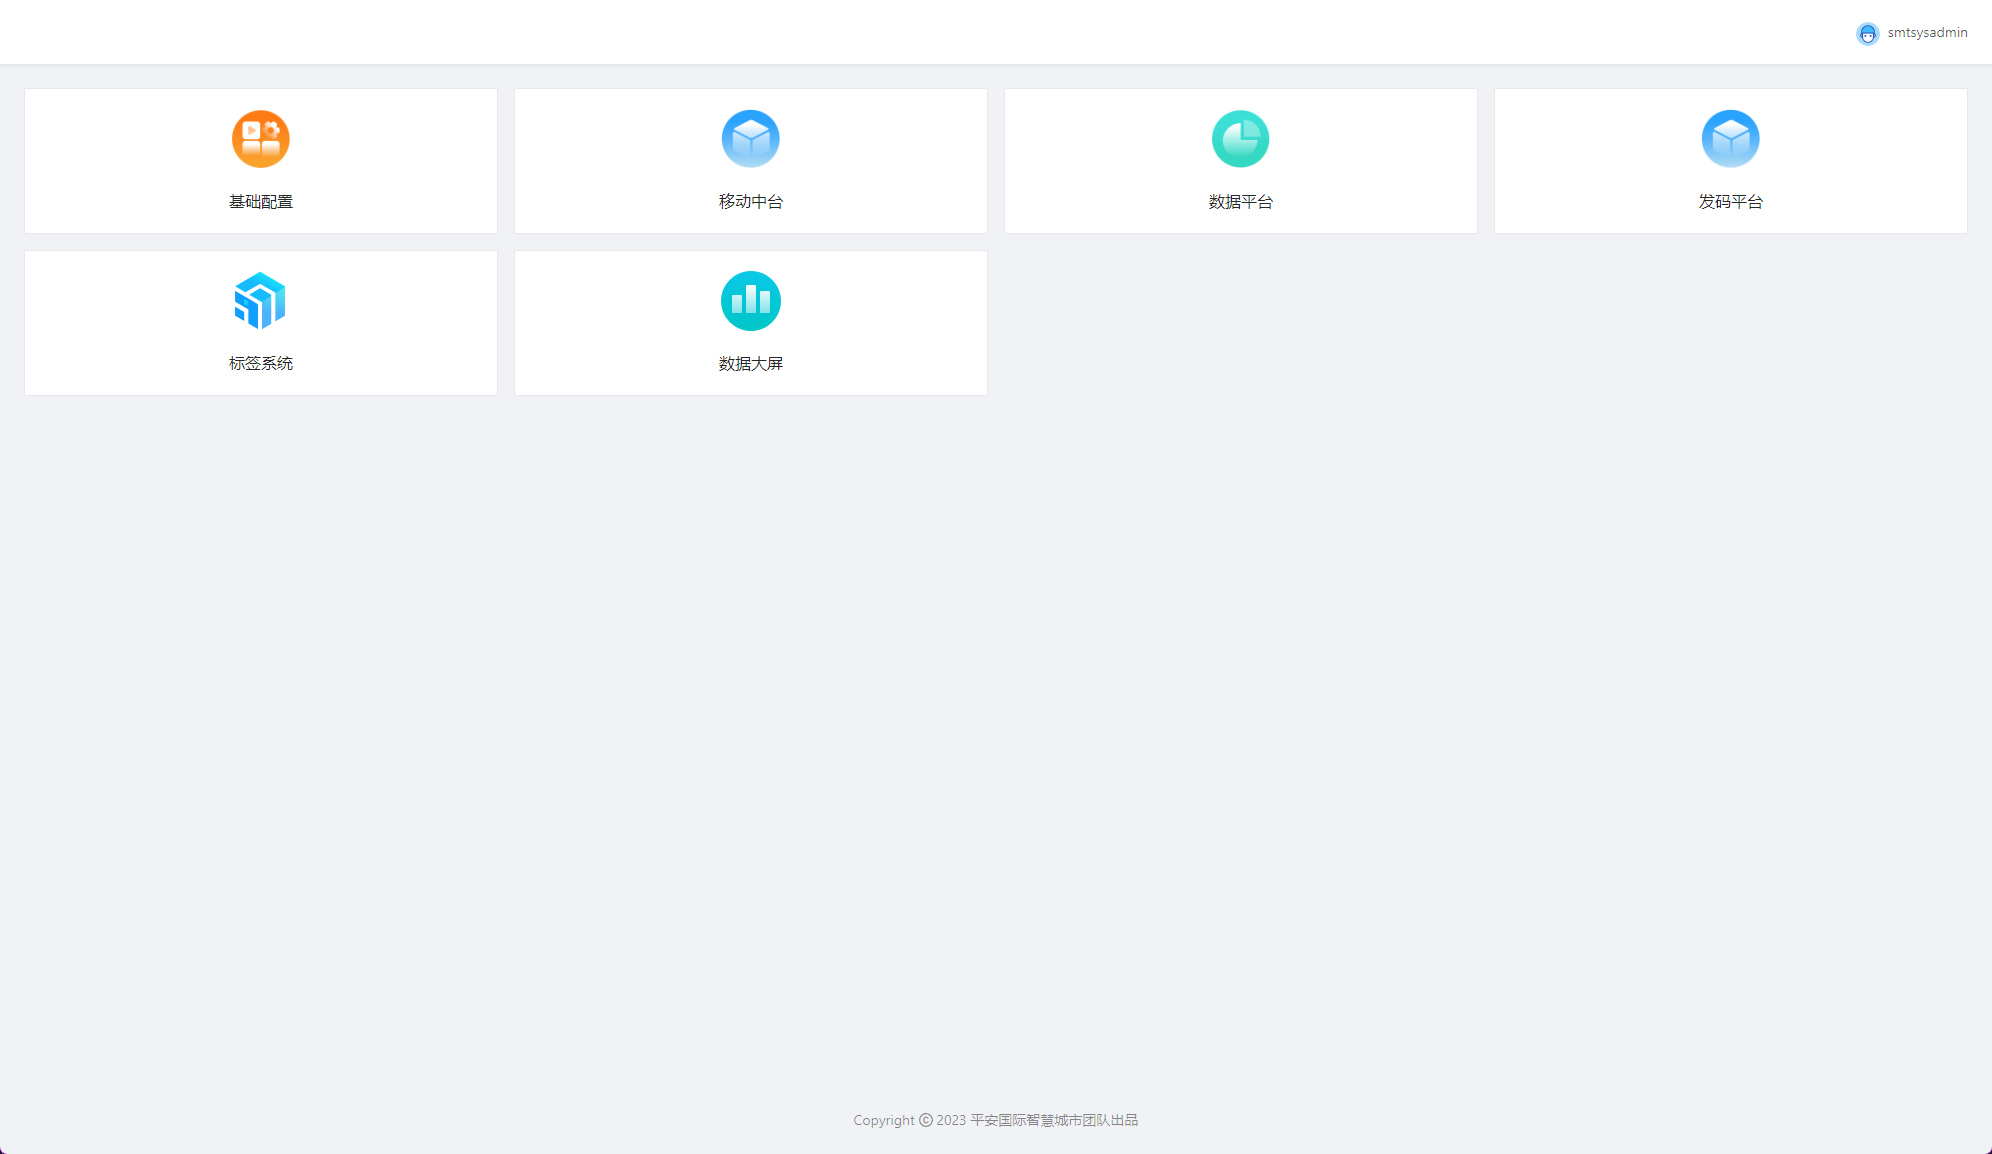 smtsysadmin
基础配置
移动中台
数据平台
发码平台
标签系统
数据大屏
Copyright © 2023 平安国际智慧城市团队出品